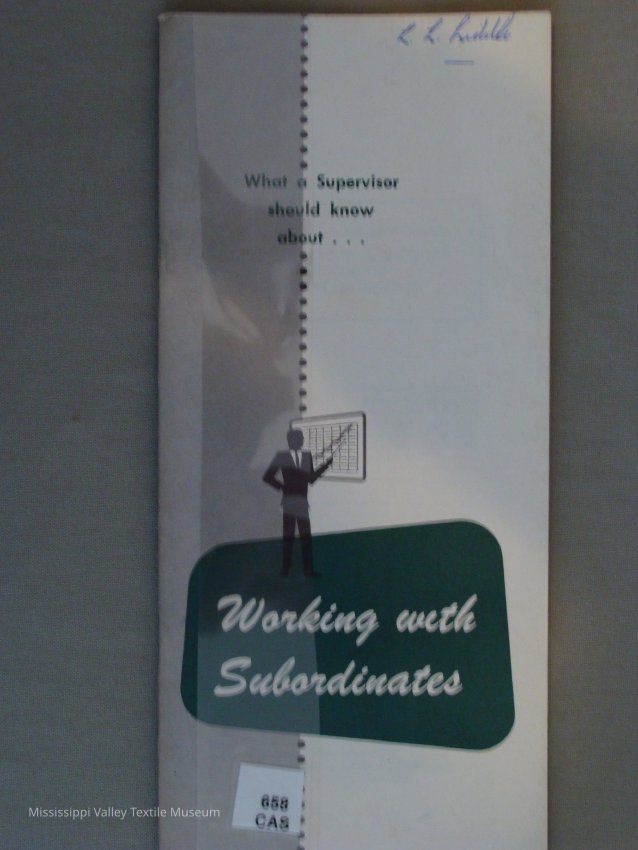 What a Supervisor
should know
about . . .
Working with
Subordinates
658
CAS
Mississippi Valley Textile Museum